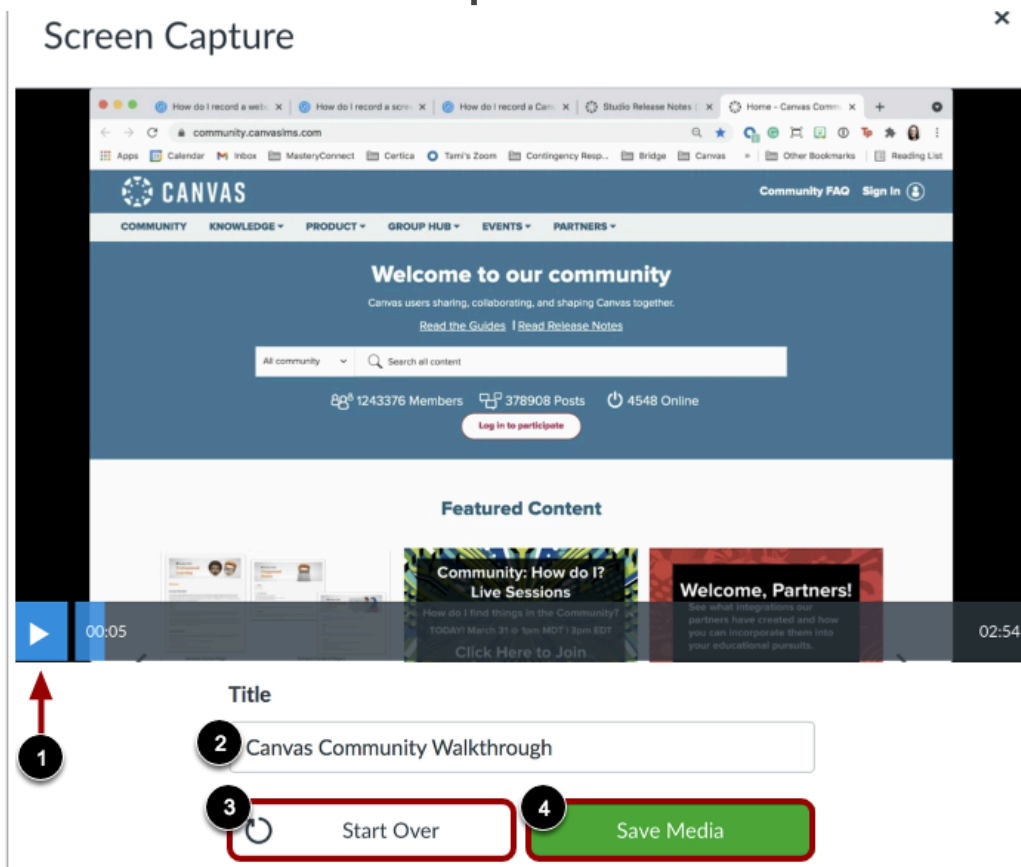 Screen Capture
How do I record a web
How do I record a scre
How do I record a Can
Studio Release Notes (
Home - Canvas Comm
community.canvaslms.com
Apps Calendar Inbox MasteryConnect Certica Tami's Zoom Contingency Resp... Bridge Canvas » Other Bookmarks Reading List
CANVAS
Community FAQ Sign In
COMMUNITY KNOWLEDGE PRODUCT GROUP HUB EVENTS PARTNERS
Welcome to our community
Canvas users sharing, collaborating, and shaping Canvas together.
Read the Guides | Read Release Notes
All community Search all content
1243376 Members 378908 Posts 4548 Online
Log in to participate
Featured Content
Community: How do I?
Live Sessions
How do I find things in the Community?
TODAY! March 31 @ 1am MDT | 3pm EDT
Click Here to Join
Welcome, Partners!
See what integrations our
partners have created and how
you can incorporate them into
your educational pursuits.
00:05
02:54
Title
1
2 Canvas Community Walkthrough
3 Start Over
4 Save Media